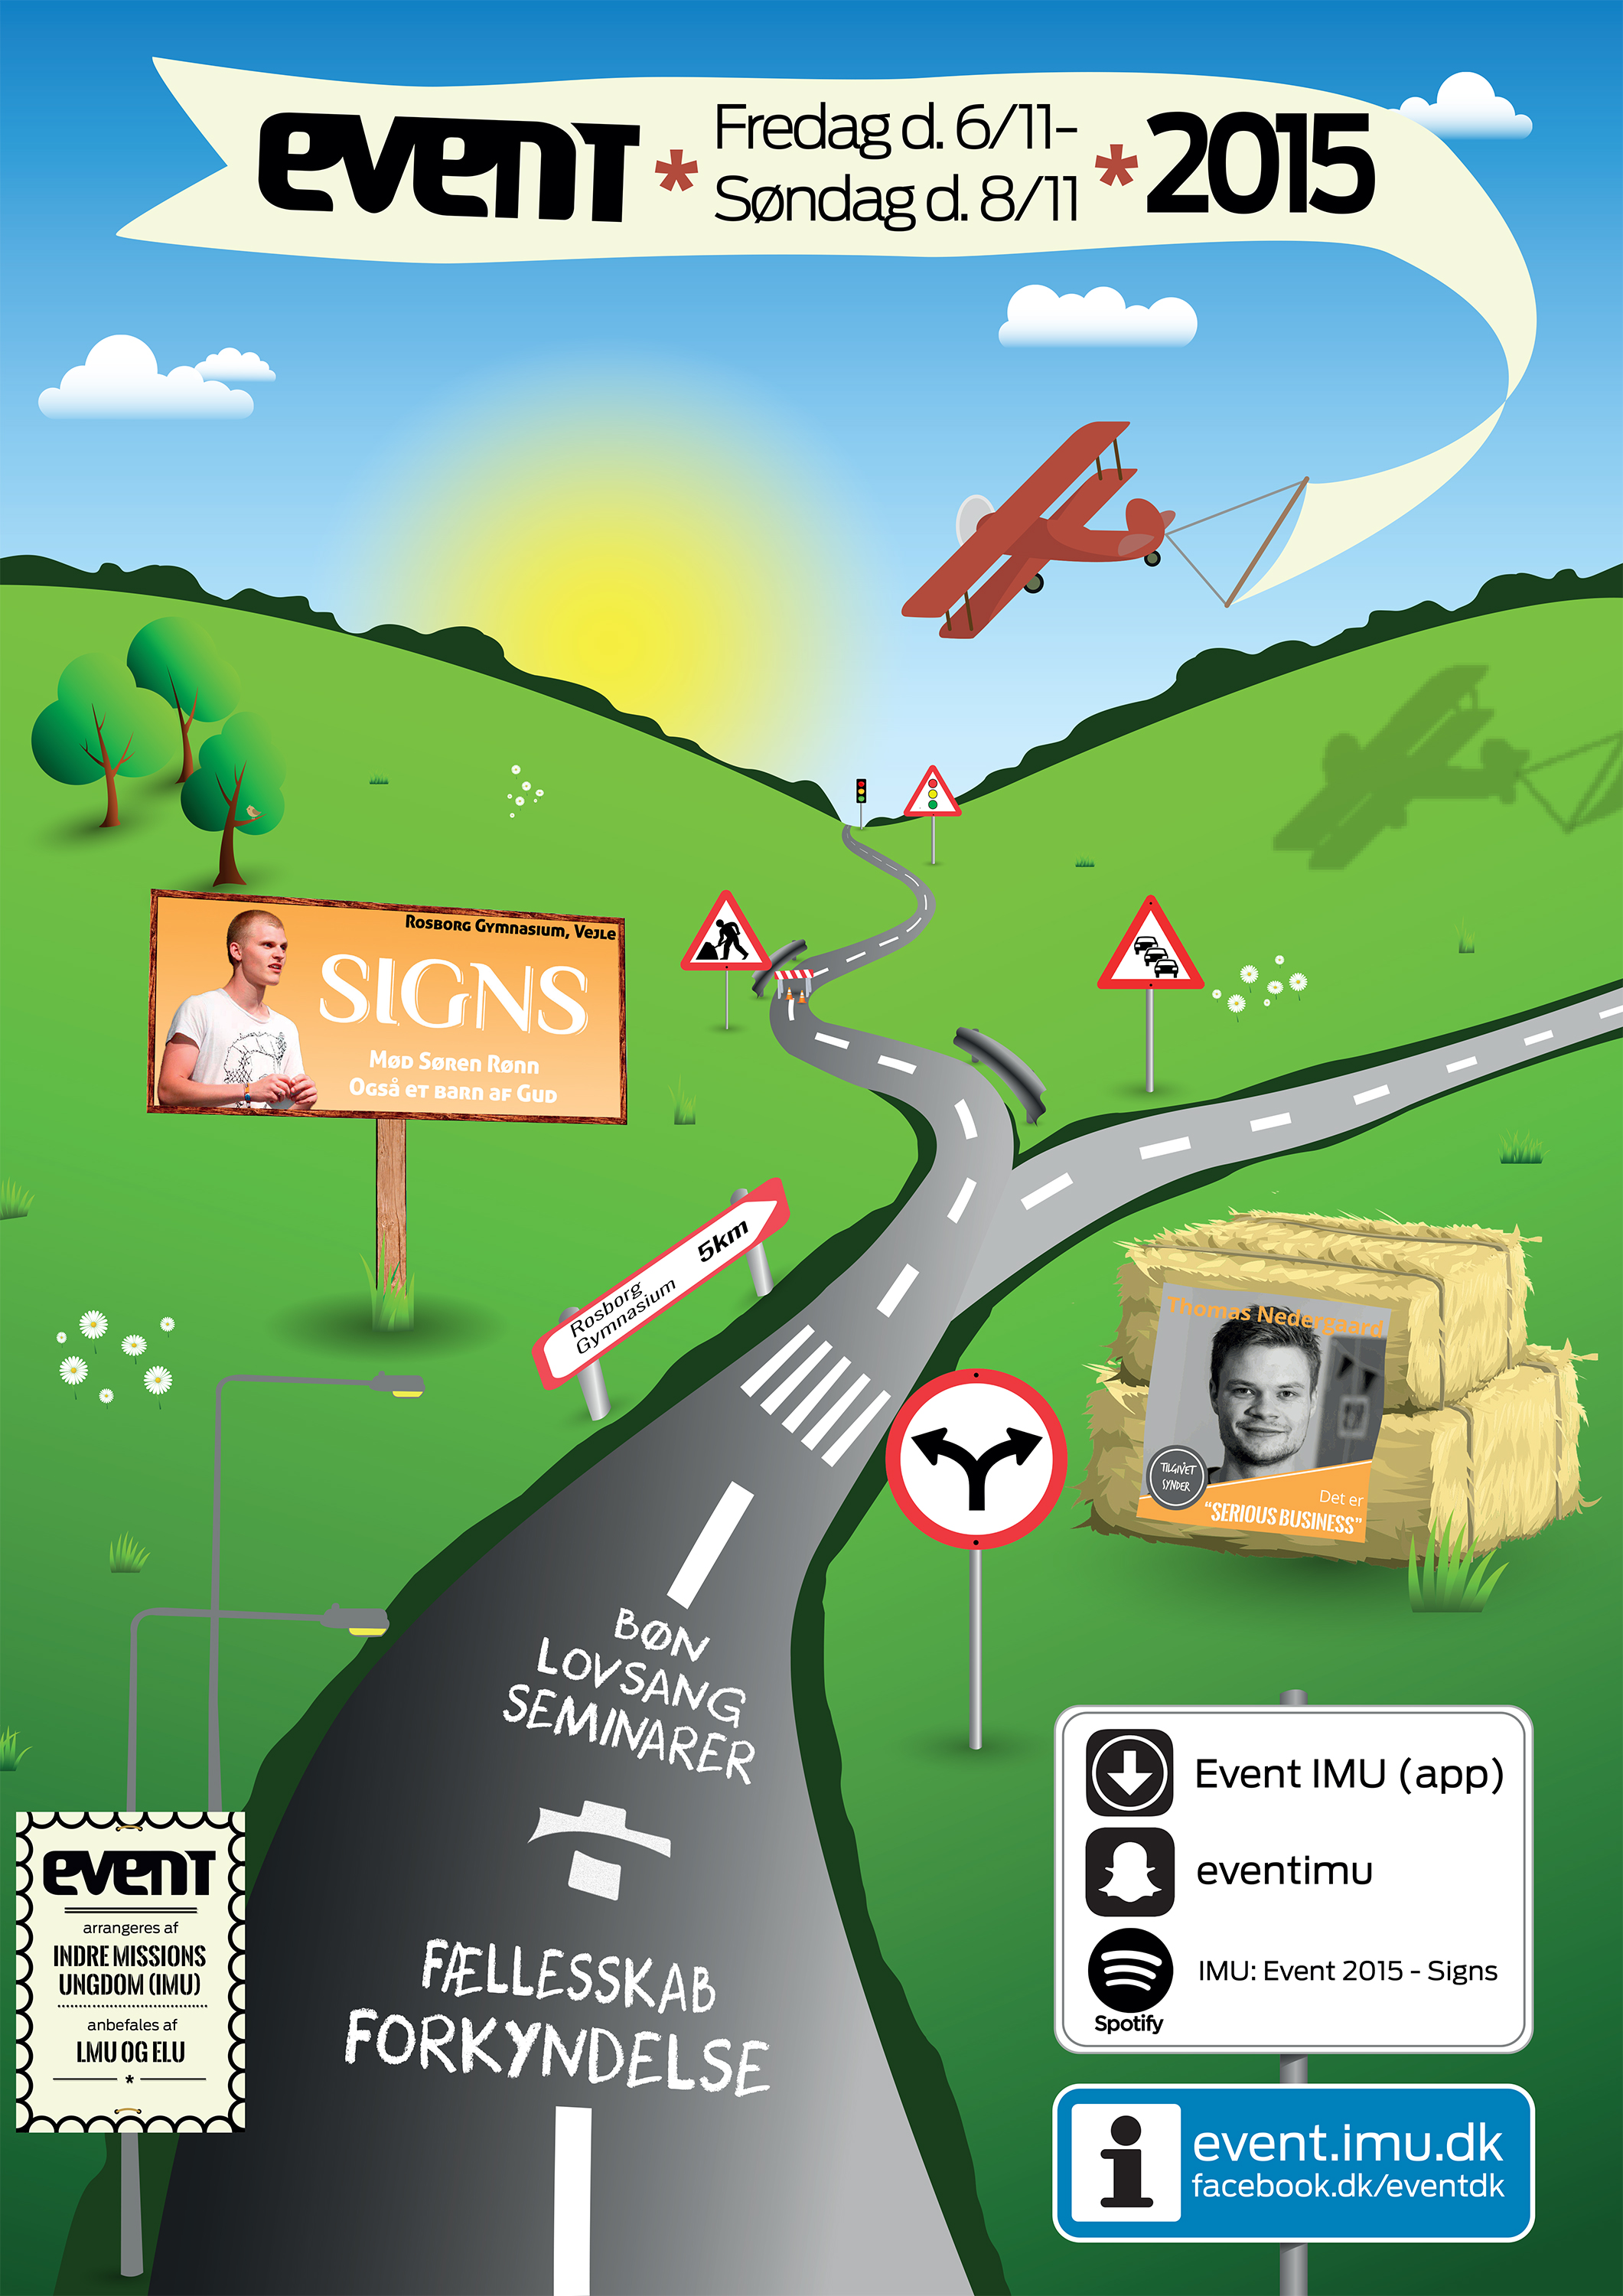 event * Fredag d. 6/11-
Søndag d. 8/11 * 2015
Rosborg Gymnasium, Vejle
SIGNS
Mød Søren Rønn
Også et barn af Gud
Rosborg
Gymnasium 5km
Thomas Nedergaard
TILGIVET
SYNDER
Det er
"SERIOUS BUSINESS"
BØN
LOVSANG
SEMINARER
FÆLLESSKAB
FORKYNDELSE
event
arrangeres af
INDRE MISSIONS
UNGDOM (IMU)
anbefales af
LMU OG ELU
*
Event IMU (app)
eventimu
IMU: Event 2015 - Signs
Spotify
i
event.imu.dk
facebook.dk/eventdk